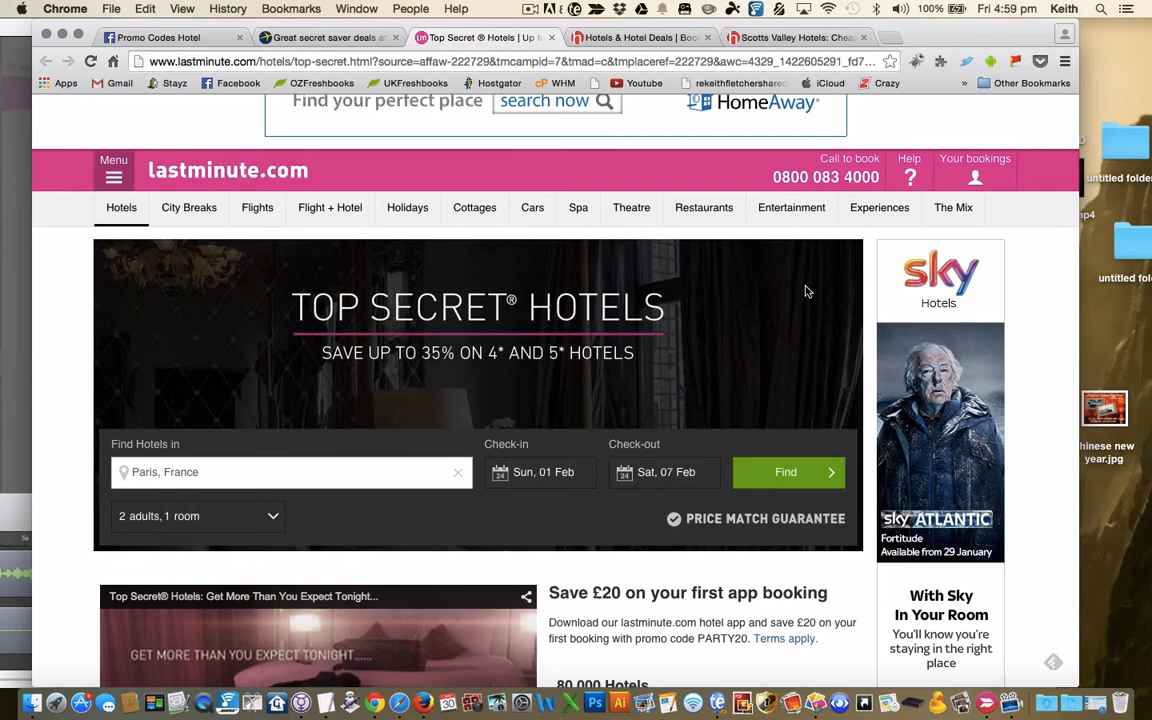 Chrome File Edit View History Bookmarks Window People Help 100% Fri 4:59 pm Keith
Promo Codes Hotel Great secret saver deals at Top Secret ® Hotels | Up to Hotels & Hotel Deals | Boo Scotts Valley Hotels: Chea
www.lastminute.com/hotels/top-secret.html?source=affaw-222729&tmcampid=7&tmad=c&tmplaceref=222729&awc=4329_1422605291_fd7...
Apps Gmail Stayz Facebook OZFreebooks UKFreebooks Hostgator WHM Youtube rekeithfletchershared iCloud Crazy » Other Bookmarks
Find your perfect place search now HomeAway
Menu
lastminute.com
Call to book
0800 083 4000
Help
?
Your bookings
Hotels City Breaks Flights Flight + Hotel Holidays Cottages Cars Spa Theatre Restaurants Entertainment Experiences The Mix
TOP SECRET® HOTELS
SAVE UP TO 35% ON 4* AND 5* HOTELS
Find Hotels in Check-in Check-out
Paris, France 24 Sun, 01 Feb 24 Sat, 07 Feb Find
2 adults, 1 room
PRICE MATCH GUARANTEE
sky
Hotels
sky ATLANTIC
Fortitude
Available from 29 January
With Sky
In Your Room
You'll know you're
staying in the right
place
Top Secret® Hotels: Get More Than You Expect Tonight...
GET MORE THAN YOU EXPECT TONIGHT.....
Save £20 on your first app booking
Download our lastminute.com hotel app and save £20 on your
first booking with promo code PARTY20. Terms apply.
80,000 Hotels
mp4
untitled folder
untitled fol
hinese new
year.jpg